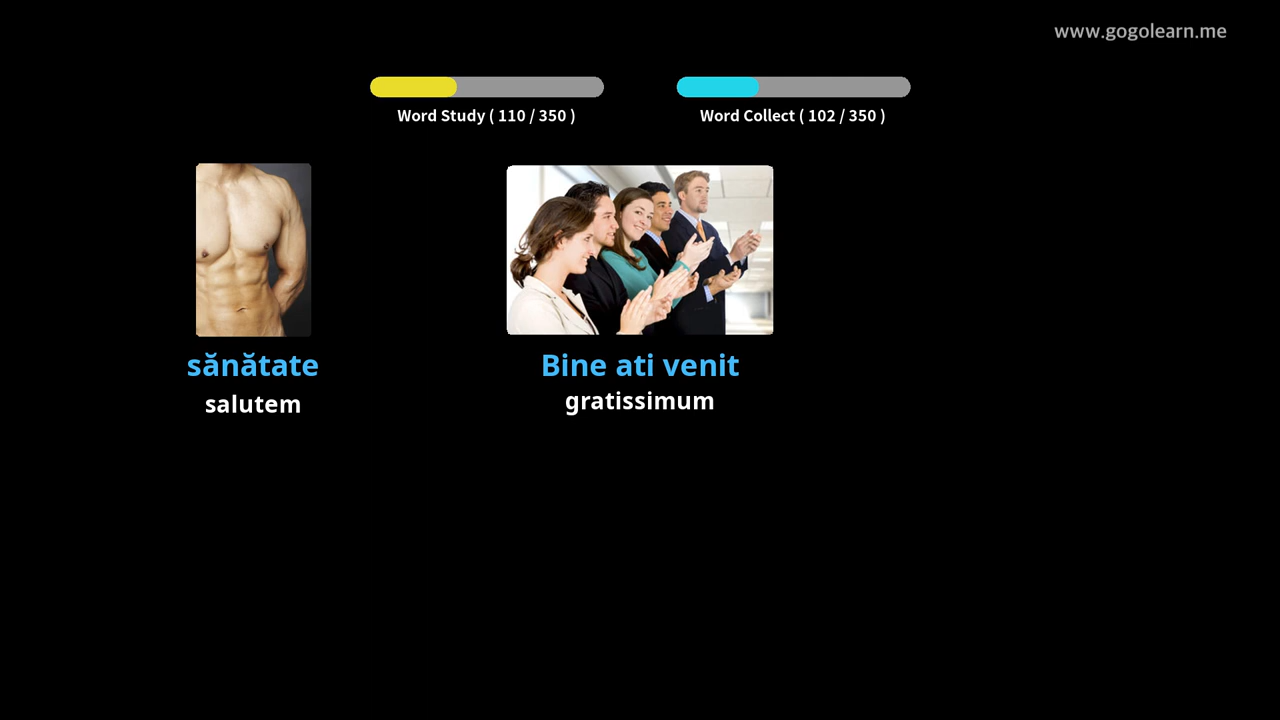 www.gogolearn.me
Word Study ( 110 / 350 )
Word Collect ( 102 / 350 )
sănătate
salutem
Bine ati venit
gratissimum